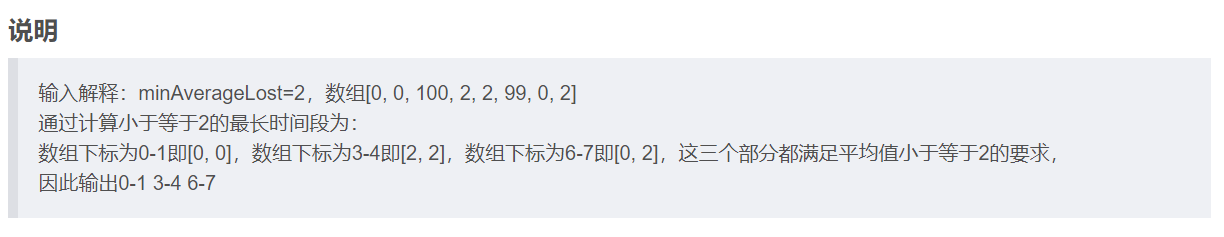 说明
输入解释：minAverageLost=2，数组[0, 0, 100, 2, 2, 99, 0, 2]
通过计算小于等于2的最长时间段为：
数组下标为0-1即[0, 0]，数组下标为3-4即[2, 2]，数组下标为6-7即[0, 2]，这三个部分都满足平均值小于等于2的要求，
因此输出0-1 3-4 6-7